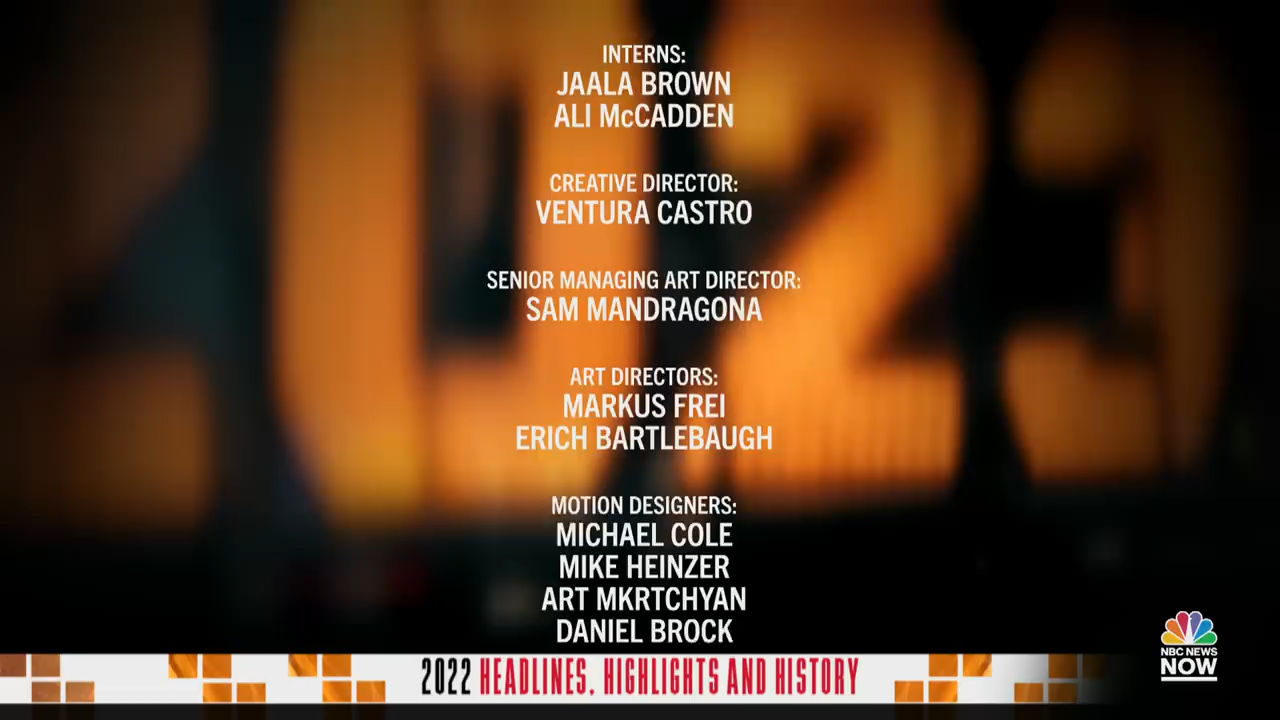 INTERNS:
JAALA BROWN
ALI McCADDEN
CREATIVE DIRECTOR:
VENTURA CASTRO
SENIOR MANAGING ART DIRECTOR:
SAM MANDRAGONA
ART DIRECTORS:
MARKUS FREI
ERICH BARTLEBAUGH
MOTION DESIGNERS:
MICHAEL COLE
MIKE HEINZER
ART MKRTCHYAN
DANIEL BROCK
2022 HEADLINES, HIGHLIGHTS AND HISTORY
NBC NEWS
NOW
2023